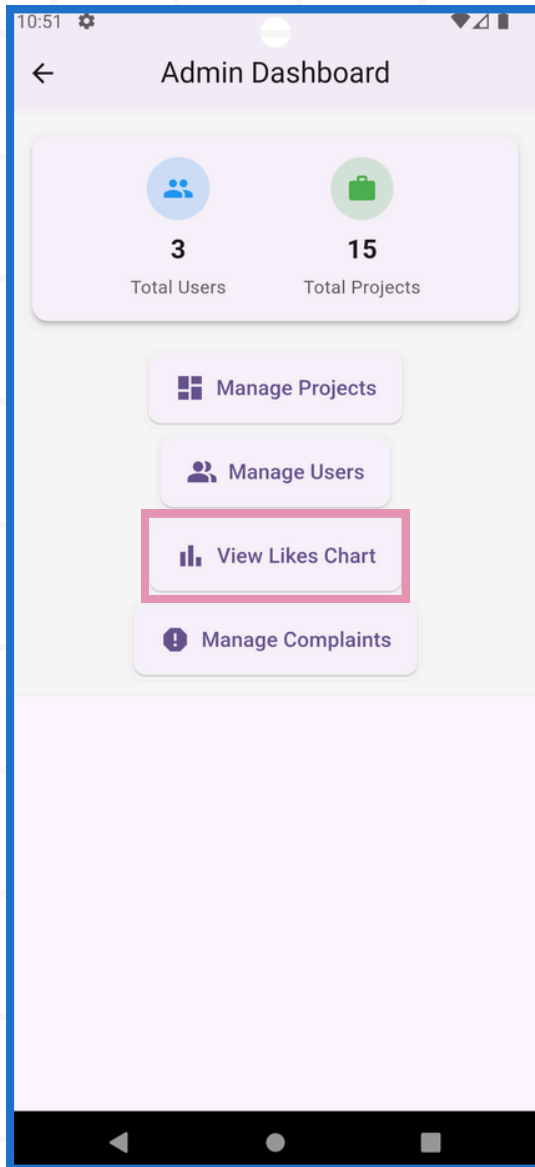 10:51
Admin Dashboard
3
15
Total Users
Total Projects
Manage Projects
Manage Users
View Likes Chart
Manage Complaints